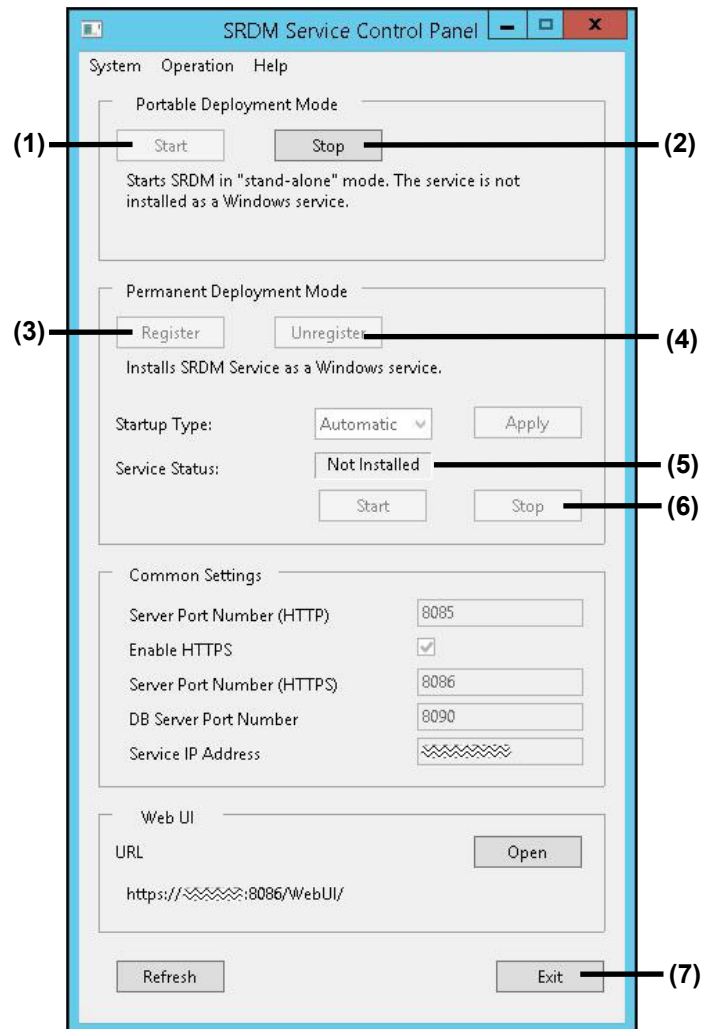 SRDM Service Control Panel
System Operation Help
Portable Deployment Mode
(1) Start Stop (2)
Starts SRDM in "stand-alone" mode. The service is not
installed as a Windows service.
Permanent Deployment Mode
(3) Register Unregister (4)
Installs SRDM Service as a Windows service.
Startup Type: Automatic Apply
Service Status: Not Installed (5)
Start Stop (6)
Common Settings
Server Port Number (HTTP) 8085
Enable HTTPS
Server Port Number (HTTPS) 8086
DB Server Port Number 8090
Service IP Address
Web UI
URL Open
https:// :8086/WebUI/
Refresh Exit (7)